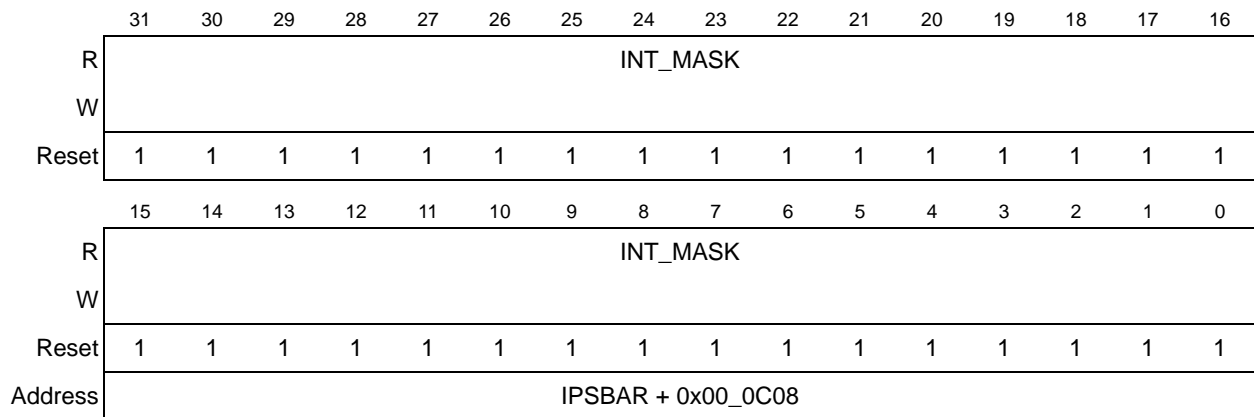 31 30 29 28 27 26 25 24 23 22 21 20 19 18 17 16
R INT_MASK
W
Reset 1 1 1 1 1 1 1 1 1 1 1 1 1 1 1 1
15 14 13 12 11 10 9 8 7 6 5 4 3 2 1 0
R INT_MASK
W
Reset 1 1 1 1 1 1 1 1 1 1 1 1 1 1 1 1
Address IPSBAR + 0x00_0C08